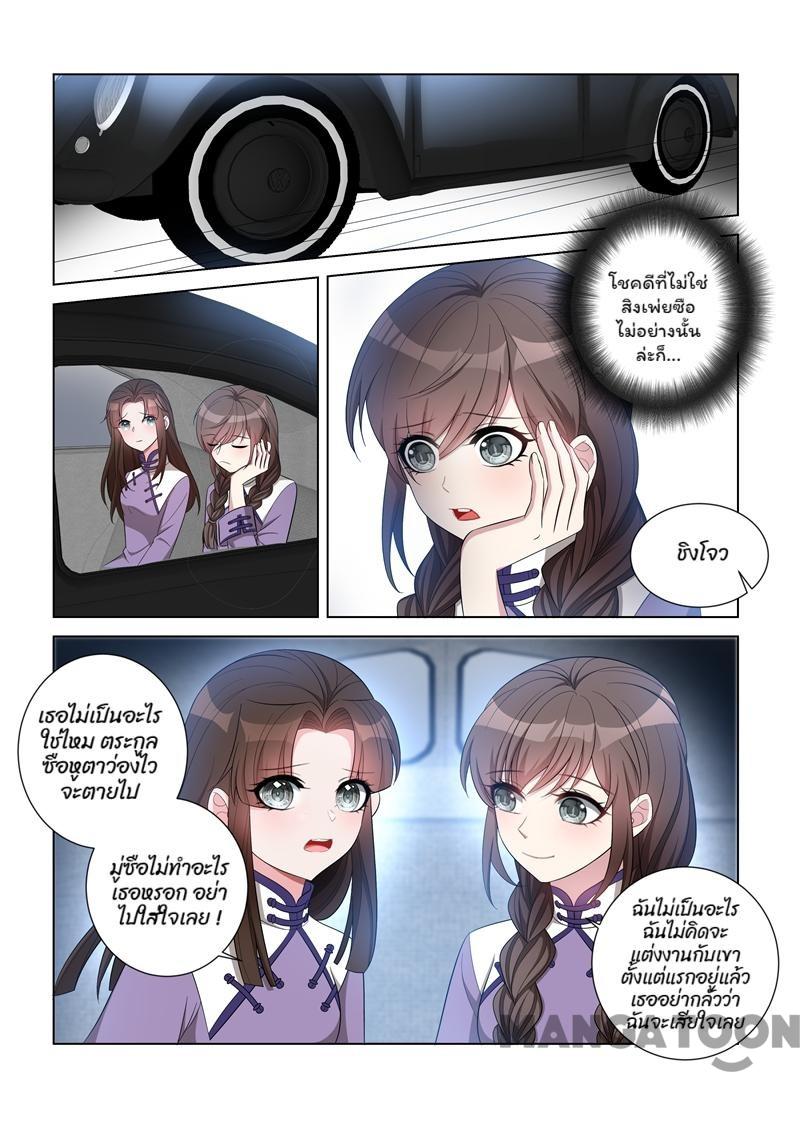 โชคดีที่ไม่ใช่
สิงเฟยซือ
ไม่อย่างนั้น
ล่ะก็...
ชิงโจว
เธอไม่เป็นอะไร
ใช่ไหม ตระกูล
ซือหูตาว่องไว
จะตายไป
มู่ซือไม่ทำอะไร
เธอหรอก อย่า
ไปใส่ใจเลย !
ฉันไม่เป็นอะไร
ฉันไม่คิดจะ
แต่งงานกับเขา
ตั้งแต่แรกอยู่แล้ว
เธออย่ากลัวว่า
ฉันจะเสียใจเลย
MANGATOON